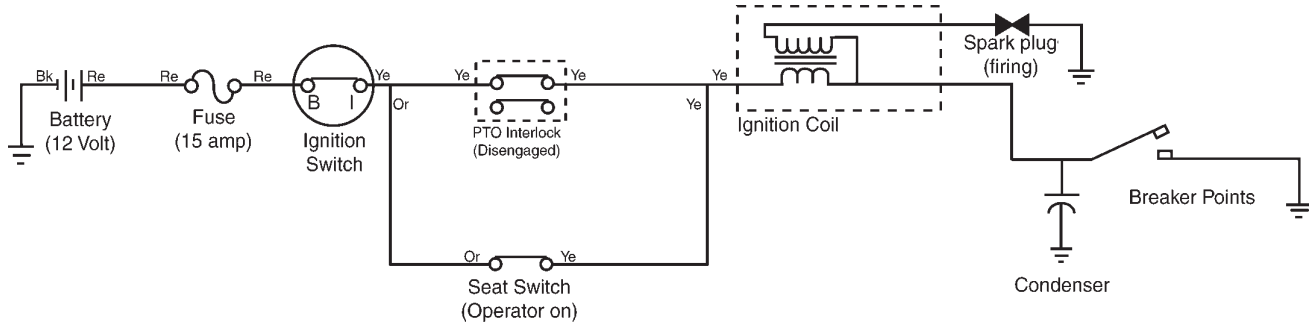 Bk
Re
Re
Re
Ye
Ye
Ye
Ye
Or
Ye
B I
Battery
(12 Volt)
Fuse
(15 amp)
Ignition
Switch
PTO Interlock
(Disengaged)
Ignition Coil
Spark plug
(firing)
Breaker Points
Condenser
Or
Ye
Seat Switch
(Operator on)